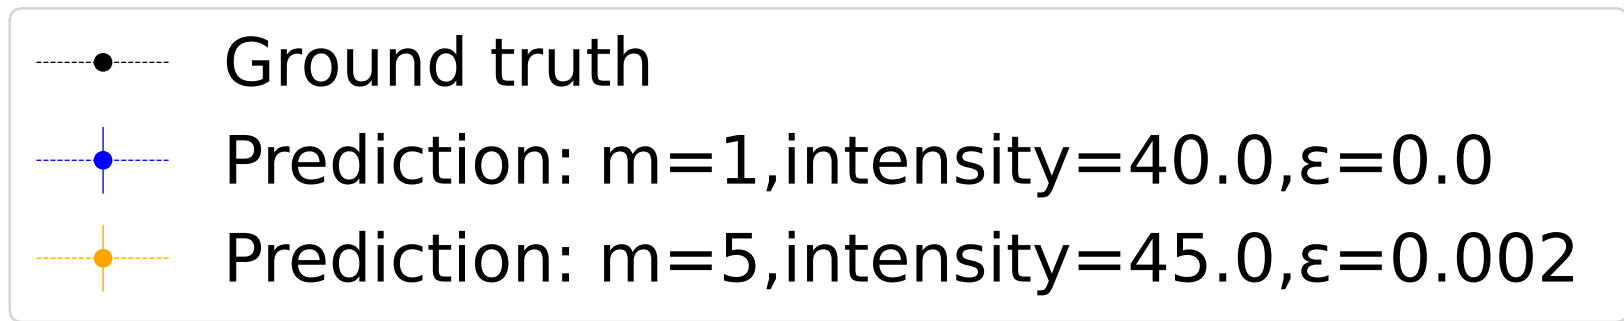 Ground truth
Prediction: m=1,intensity=40.0,ε=0.0
Prediction: m=5,intensity=45.0,ε=0.002